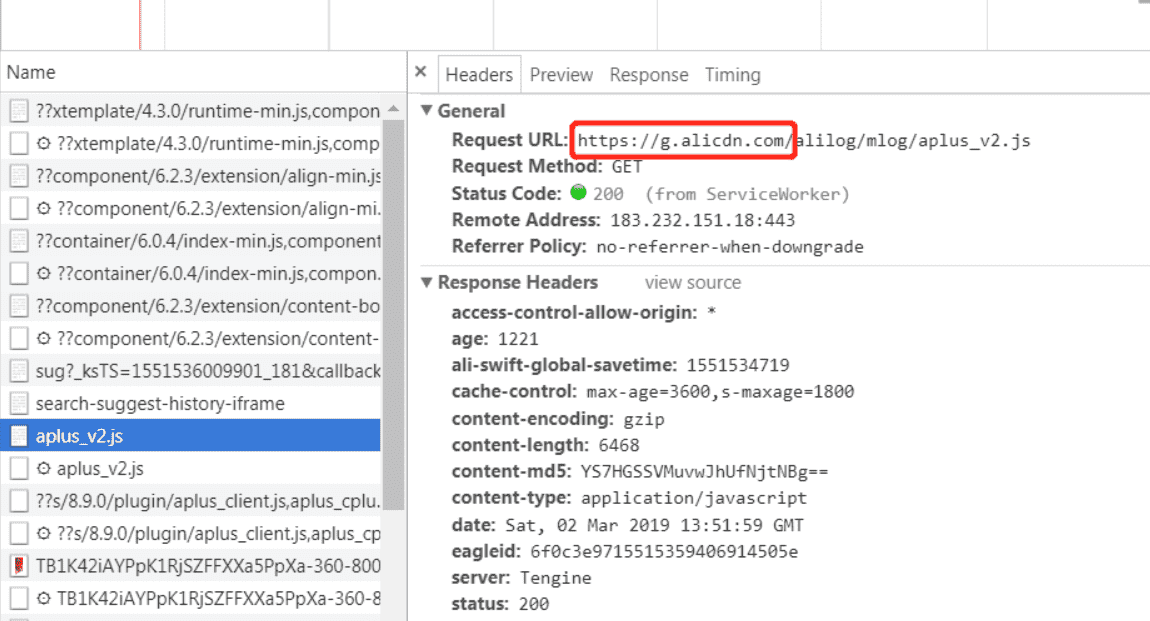 Name
??xtemplate/4.3.0/runtime-min.js,compon
??xtemplate/4.3.0/runtime-min.js,comp
??component/6.2.3/extension/align-min.js
??component/6.2.3/extension/align-mi.
??container/6.0.4/index-min.js,component
??container/6.0.4/index-min.js,compon.
??component/6.2.3/extension/content-bo
??component/6.2.3/extension/content-
sug?_ksTS=1551536009901_181&callback
search-suggest-history-iframe
aplus_v2.js
aplus_v2.js
??s/8.9.0/plugin/aplus_client.js,aplus_cplu.
??s/8.9.0/plugin/aplus_client.js,aplus_cp
TB1K42iAYPpK1RjSZFFXXa5PpXa-360-800
TB1K42iAYPpK1RjSZFFXXa5PpXa-360-8
× Headers Preview Response Timing
▼ General
Request URL: https://g.alicdn.com/alilog/mlog/aplus_v2.js
Request Method: GET
Status Code: 200 (from ServiceWorker)
Remote Address: 183.232.151.18:443
Referrer Policy: no-referrer-when-downgrade
▼ Response Headers view source
access-control-allow-origin: *
age: 1221
ali-swift-global-savetime: 1551534719
cache-control: max-age=3600,s-maxage=1800
content-encoding: gzip
content-length: 6468
content-md5: YS7HGSSVMuvwJhUfNjtNBg==
content-type: application/javascript
date: Sat, 02 Mar 2019 13:51:59 GMT
eagleid: 6f0c3e9715515359406914505e
server: Tengine
status: 200